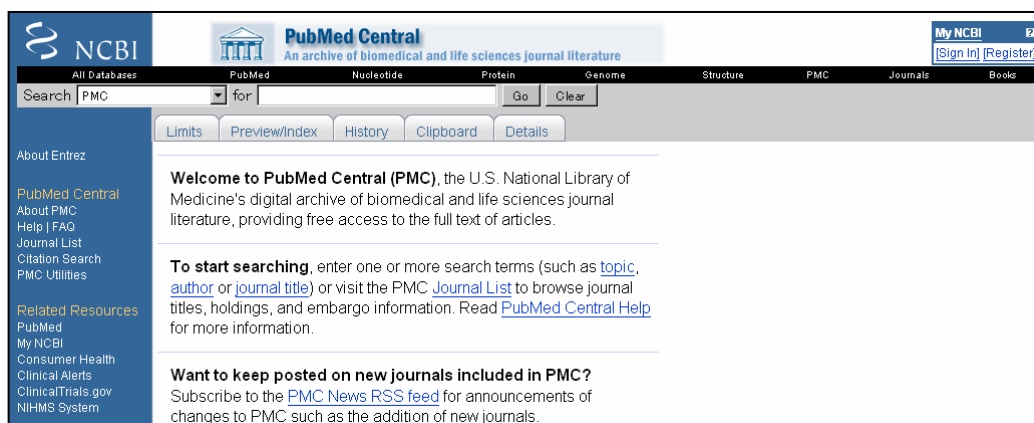 NCBI
PubMed Central
An archive of biomedical and life sciences journal literature
My NCBI
[Sign In] [Register]
All Databases PubMed Nucleotide Protein Genome Structure PMC Journals Books
Search PMC for Go Clear
Limits Preview/Index History Clipboard Details
About Entrez
PubMed Central
About PMC
Help | FAQ
Journal List
Citation Search
PMC Utilities
Related Resources
PubMed
My NCBI
Consumer Health
Clinical Alerts
ClinicalTrials.gov
NIHMS System
Welcome to PubMed Central (PMC), the U.S. National Library of
Medicine's digital archive of biomedical and life sciences journal
literature, providing free access to the full text of articles.
To start searching, enter one or more search terms (such as topic,
author or journal title) or visit the PMC Journal List to browse journal
titles, holdings, and embargo information. Read PubMed Central Help
for more information.
Want to keep posted on new journals included in PMC?
Subscribe to the PMC News RSS feed for announcements of
changes to PMC such as the addition of new journals.